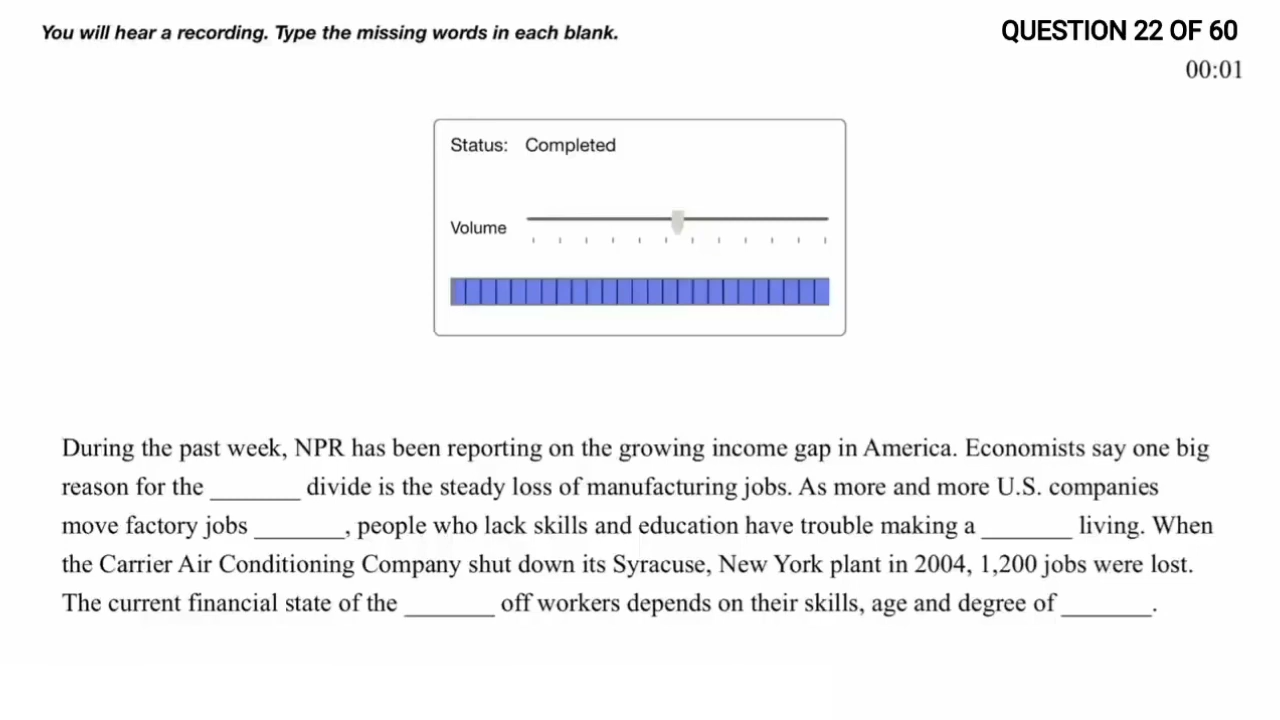 You will hear a recording. Type the missing words in each blank.
QUESTION 22 OF 60
00:01
Status: Completed
Volume
During the past week, NPR has been reporting on the growing income gap in America. Economists say one big
reason for the _______ divide is the steady loss of manufacturing jobs. As more and more U.S. companies
move factory jobs _______, people who lack skills and education have trouble making a _______ living. When
the Carrier Air Conditioning Company shut down its Syracuse, New York plant in 2004, 1,200 jobs were lost.
The current financial state of the _______ off workers depends on their skills, age and degree of _______.